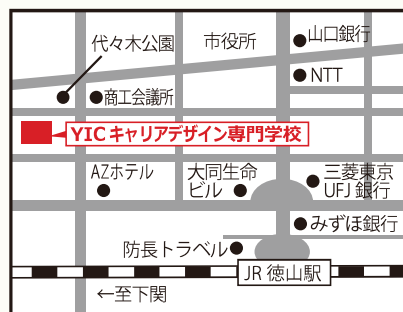 代々木公園
市役所
山口銀行
NTT
商工会議所
YICキャリアデザイン専門学校
AZホテル
大同生命
ビル
三菱東京
UFJ銀行
みずほ銀行
防長トラベル
JR 徳山駅
←至下関